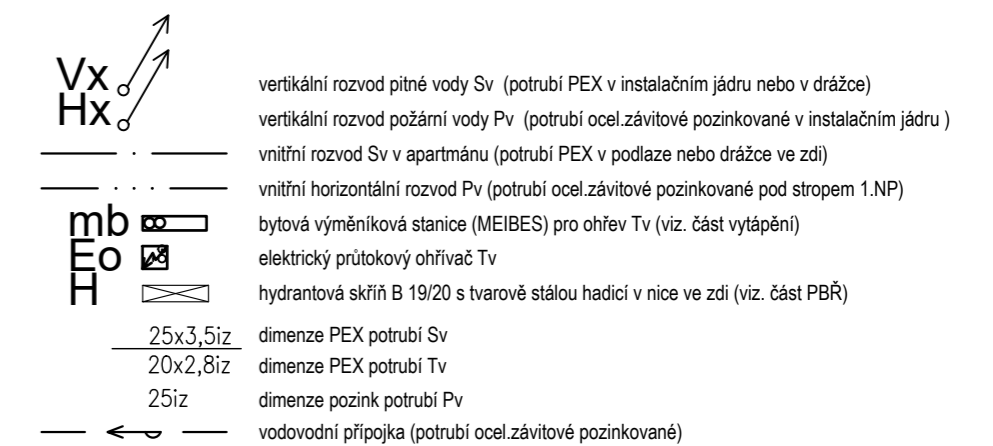 Vx vertikální rozvod pitné vody Sv (potrubí PEX v instalačním jádru nebo v drážce)
Hx vertikální rozvod požární vody Pv (potrubí ocel.závitové pozinkované v instalačním jádru )
vnitřní rozvod Sv v apartmánu (potrubí PEX v podlaze nebo drážce ve zdi)
vnitřní horizontální rozvod Pv (potrubí ocel.závitové pozinkované pod stropem 1.NP)
mb bytová výměníková stanice (MEIBES) pro ohřev Tv (viz. část vytápění)
Eo elektrický průtokový ohřívač Tv
H hydrantová skříň B 19/20 s tvarově stálou hadicí v nice ve zdi (viz. část PBŘ)
25x3,5iz dimenze PEX potrubí Sv
20x2,8iz dimenze PEX potrubí Tv
25iz dimenze pozink potrubí Pv
vodovodní přípojka (potrubí ocel.závitové pozinkované)